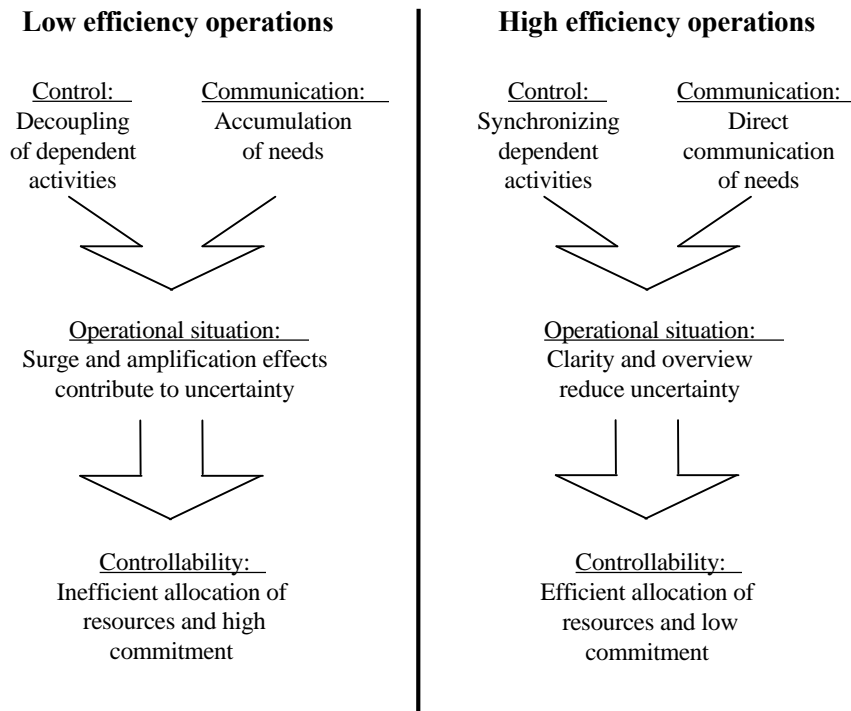 Low efficiency operations
Control:
Decoupling
of dependent
activities
Communication:
Accumulation
of needs
Operational situation:
Surge and amplification effects
contribute to uncertainty
Controllability:
Inefficient allocation of
resources and high
commitment
High efficiency operations
Control:
Synchronizing
dependent
activities
Communication:
Direct
communication
of needs
Operational situation:
Clarity and overview
reduce uncertainty
Controllability:
Efficient allocation of
resources and low
commitment